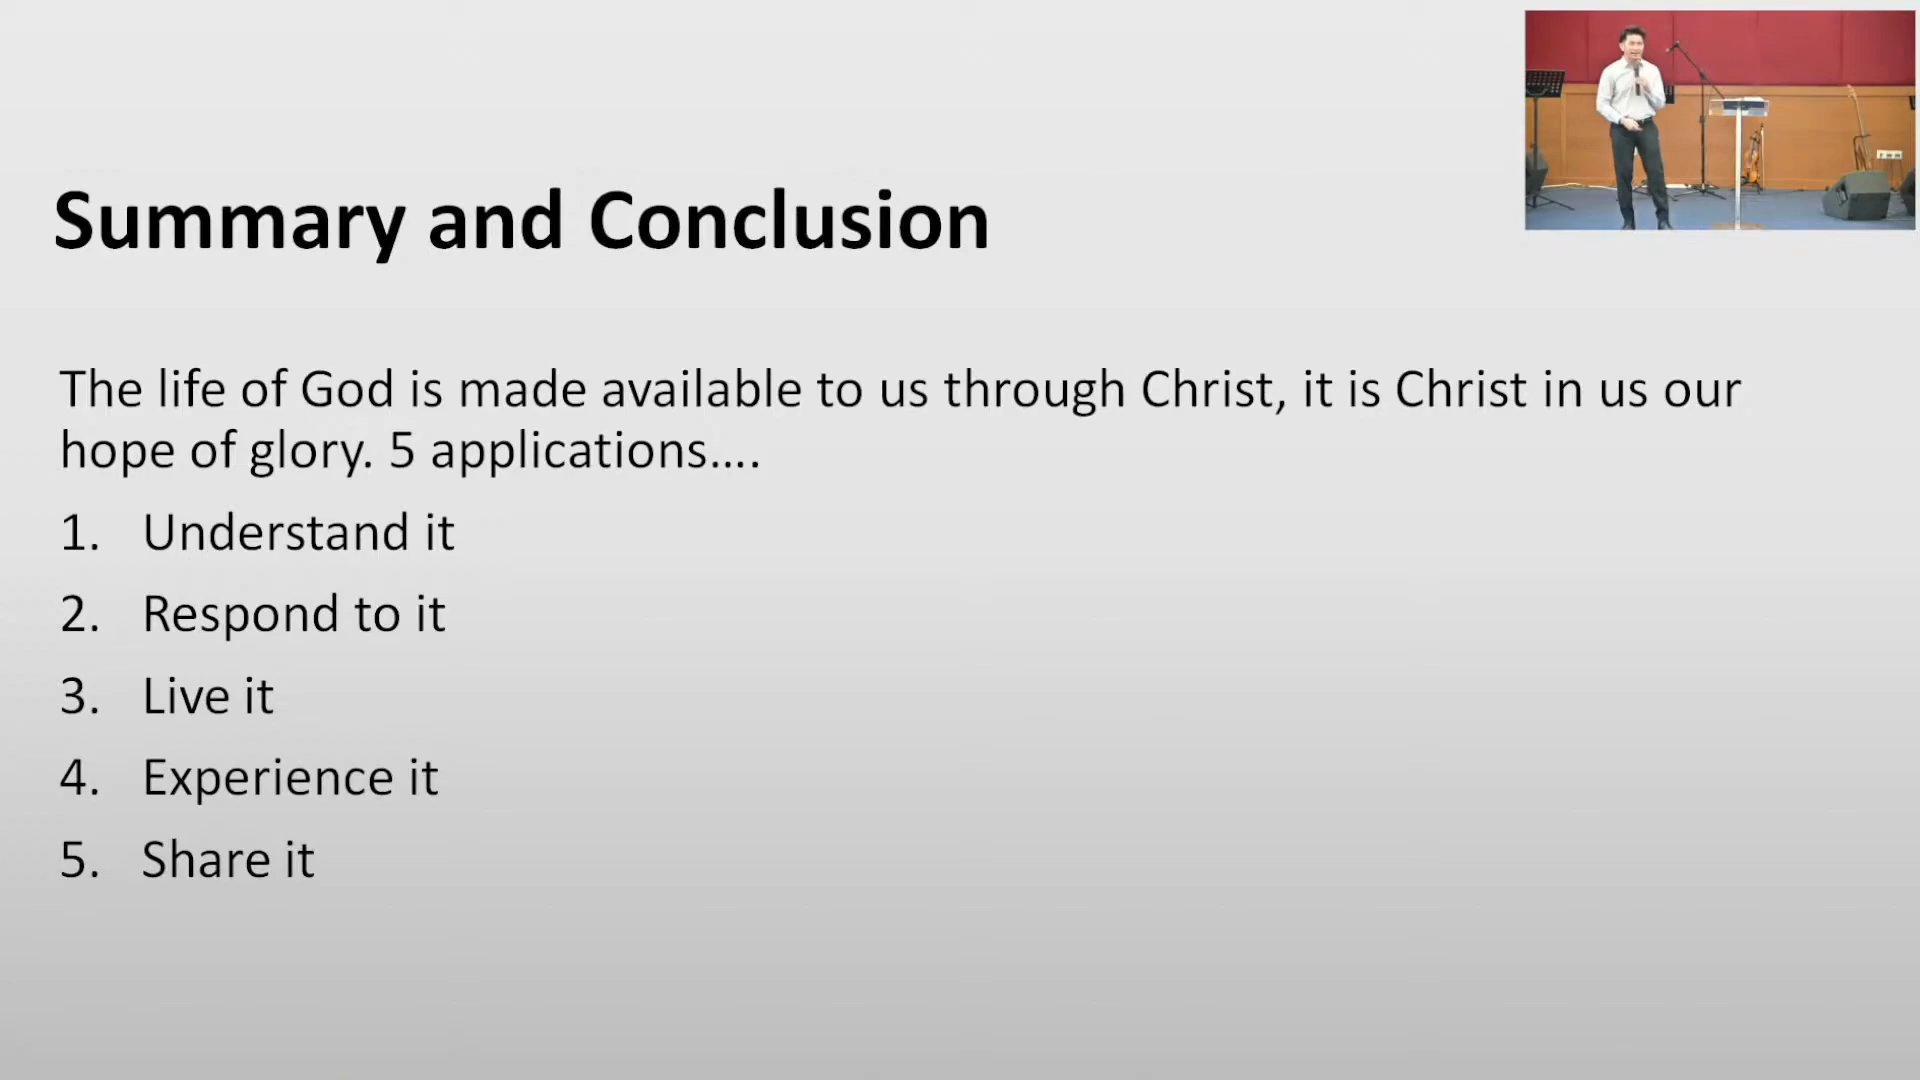 Summary and Conclusion
The life of God is made available to us through Christ, it is Christ in us our
hope of glory. 5 applications....
1. Understand it
2. Respond to it
3. Live it
4. Experience it
5. Share it